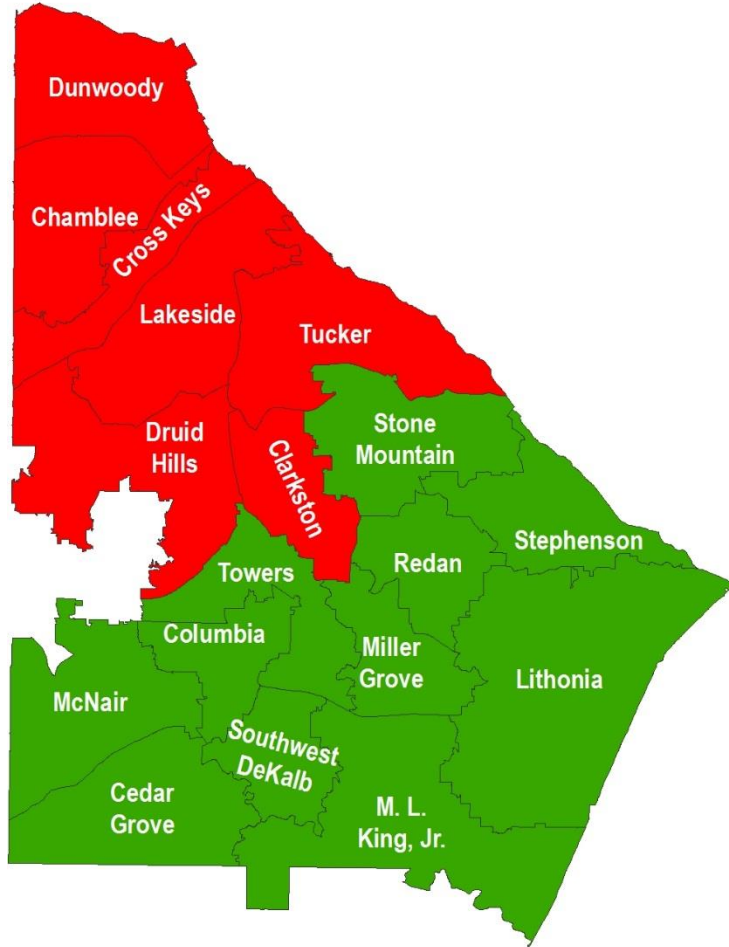 Dunwoody
Chamblee
Cross Keys
Lakeside
Tucker
Druid
Hills
Clarkston
Stone
Mountain
Stephenson
Redan
Towers
Columbia
Miller
Grove
Lithonia
McNair
Southwest
DeKalb
Cedar
Grove
M. L.
King, Jr.